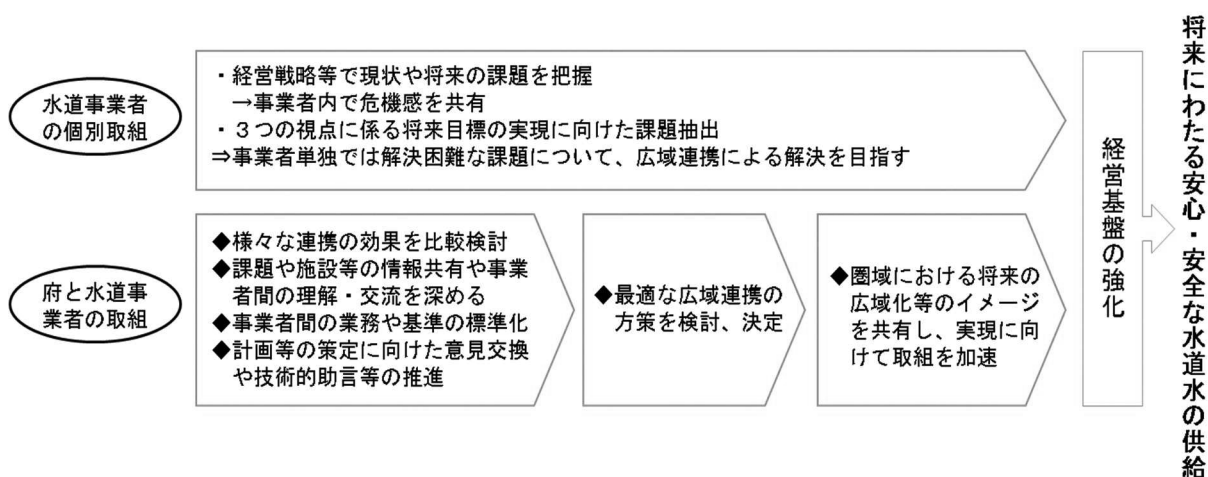 水道事業者
の個別取組
・経営戦略等で現状や将来の課題を把握
→事業者内で危機感を共有
・３つの視点に係る将来目標の実現に向けた課題抽出
⇒事業者単独では解決困難な課題について、広域連携による解決を目指す
府と水道事
業者の取組
◆様々な連携の効果を比較検討
◆課題や施設等の情報共有や事業
者間の理解・交流を深める
◆事業者間の業務や基準の標準化
◆計画等の策定に向けた意見交換
や技術的助言等の推進
◆最適な広域連携の
方策を検討、決定
◆圏域における将来の
広域化等のイメージ
を共有し、実現に向
けて取組を加速
経営基盤の強化
将来にわたる安心・安全な水道水の供給